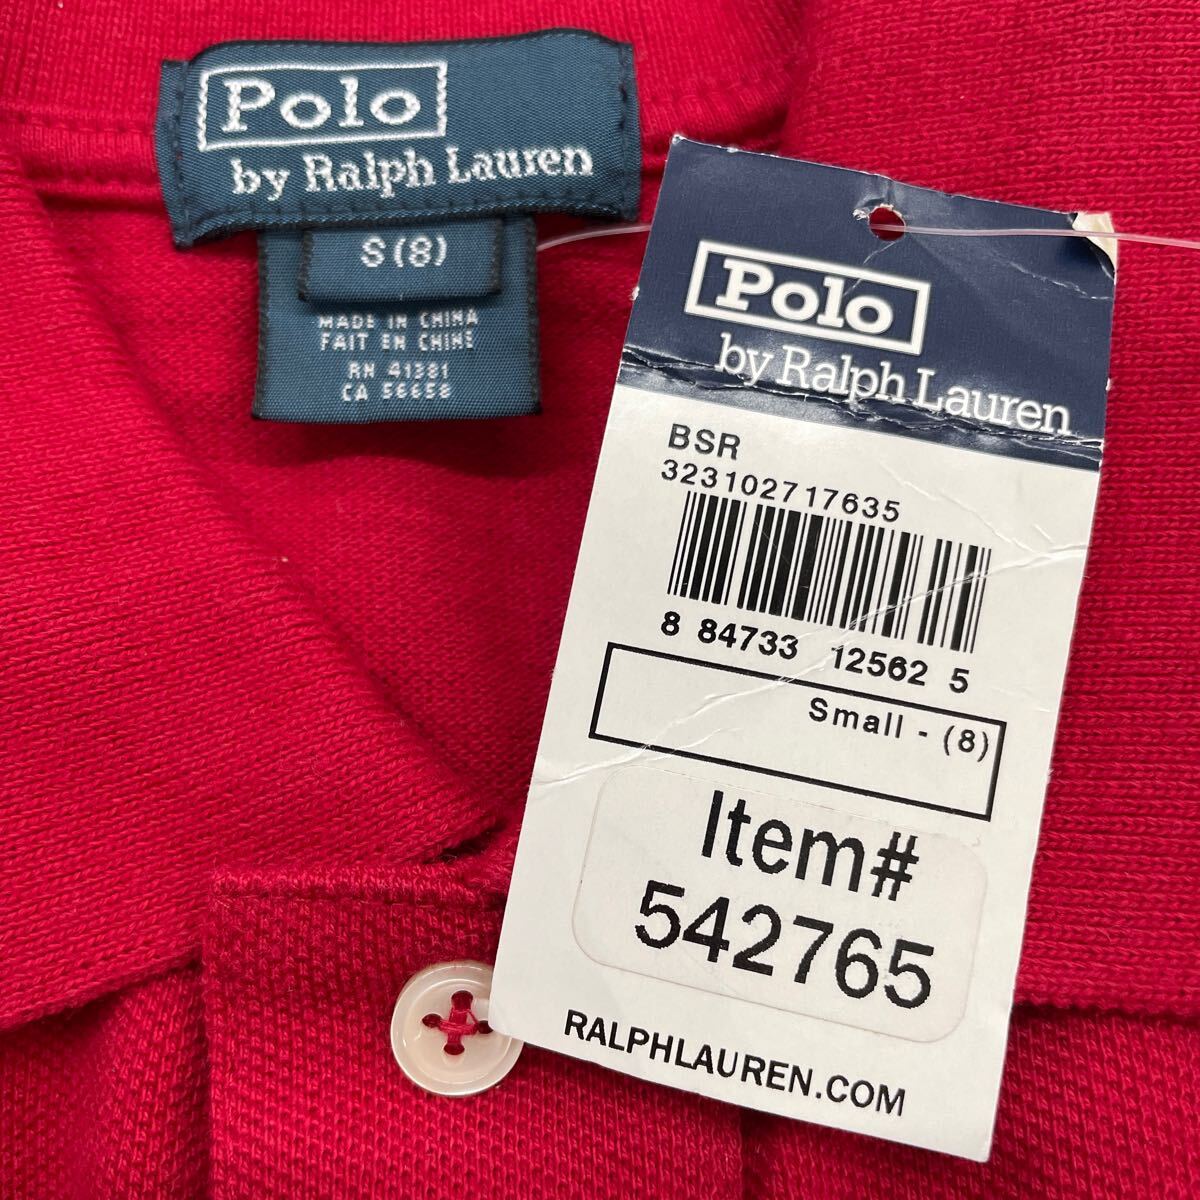 Polo
by Ralph Lauren
S (8)
MADE IN CHINA
FAIT EN CHINE
RN 41381
CA 56658
Polo
by Ralph Lauren
BSR
323102717635
8 84733 12562 5
Small - (8)
Item#
542765
RALPHLAUREN.COM